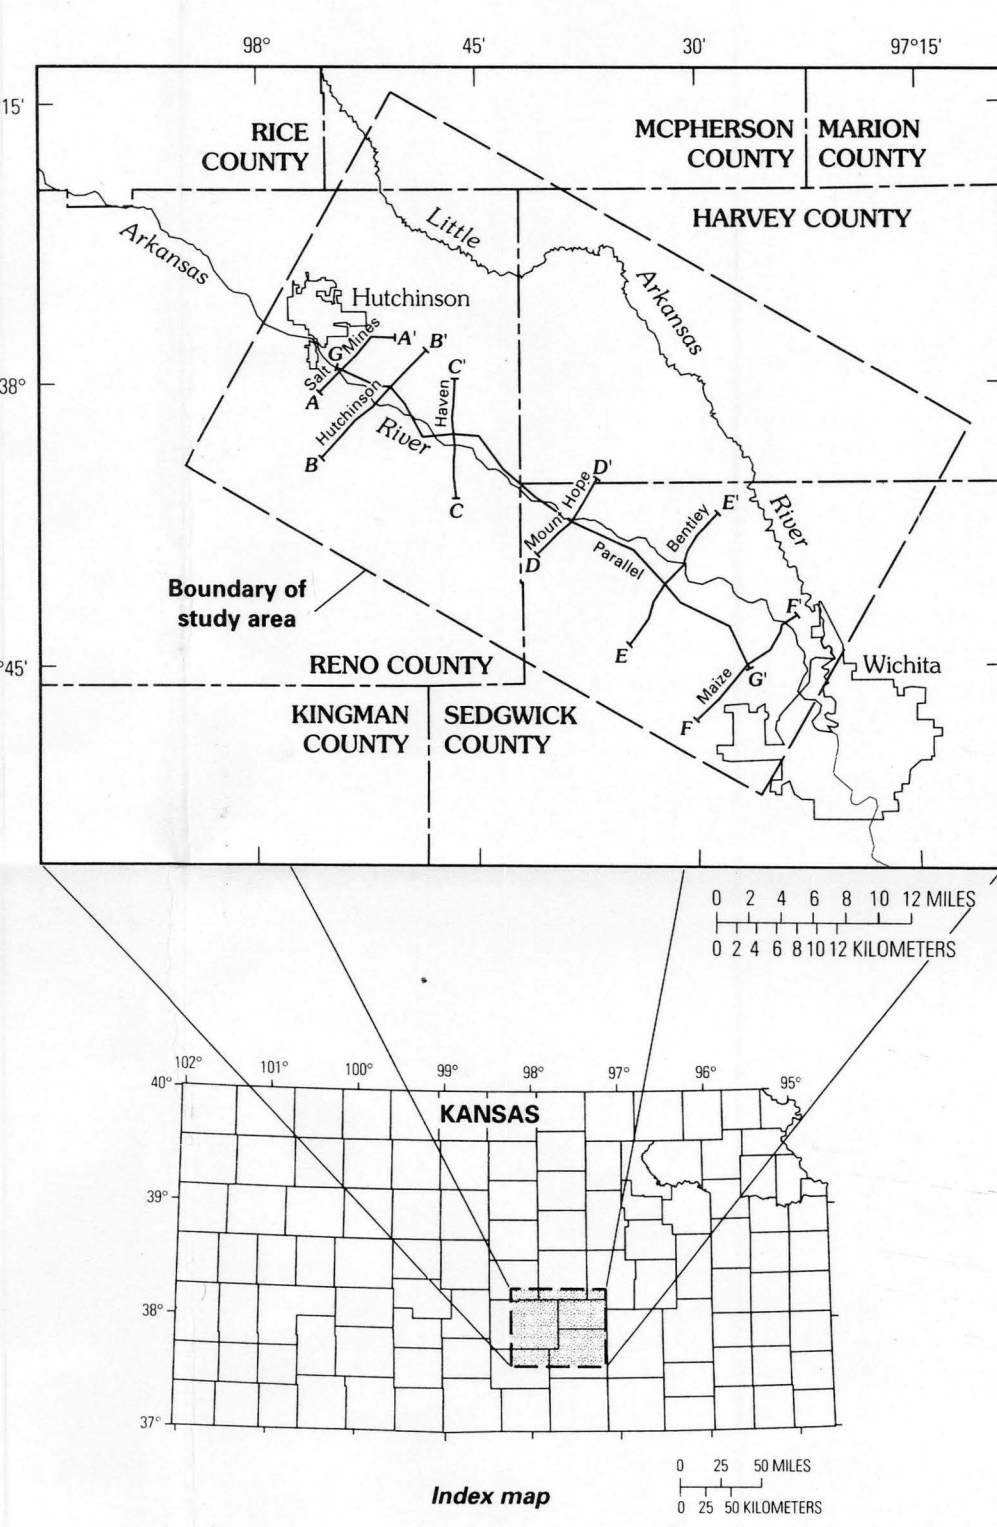 98°
45'
30'
97°15'
15'
RICE
COUNTY
MCPHERSON
COUNTY
MARION
COUNTY
HARVEY COUNTY
Arkansas
Little
Arkansas
Hutchinson
Salt Mines
G
A'
B'
C'
38°
A
Hutchinson
Haven
River
B
C
D'
Mount Hope
D
Bentley
E'
River
Parallel
Boundary of
study area
E
F'
°45'
RENO COUNTY
Maize
G'
Wichita
F
KINGMAN
COUNTY
SEDGWICK
COUNTY
0 2 4 6 8 10 12 MILES
0 2 4 6 8 10 12 KILOMETERS
102°
101°
100°
99°
98°
97°
96°
95°
40°
KANSAS
39°
38°
37°
0 25 50 MILES
0 25 50 KILOMETERS
Index map